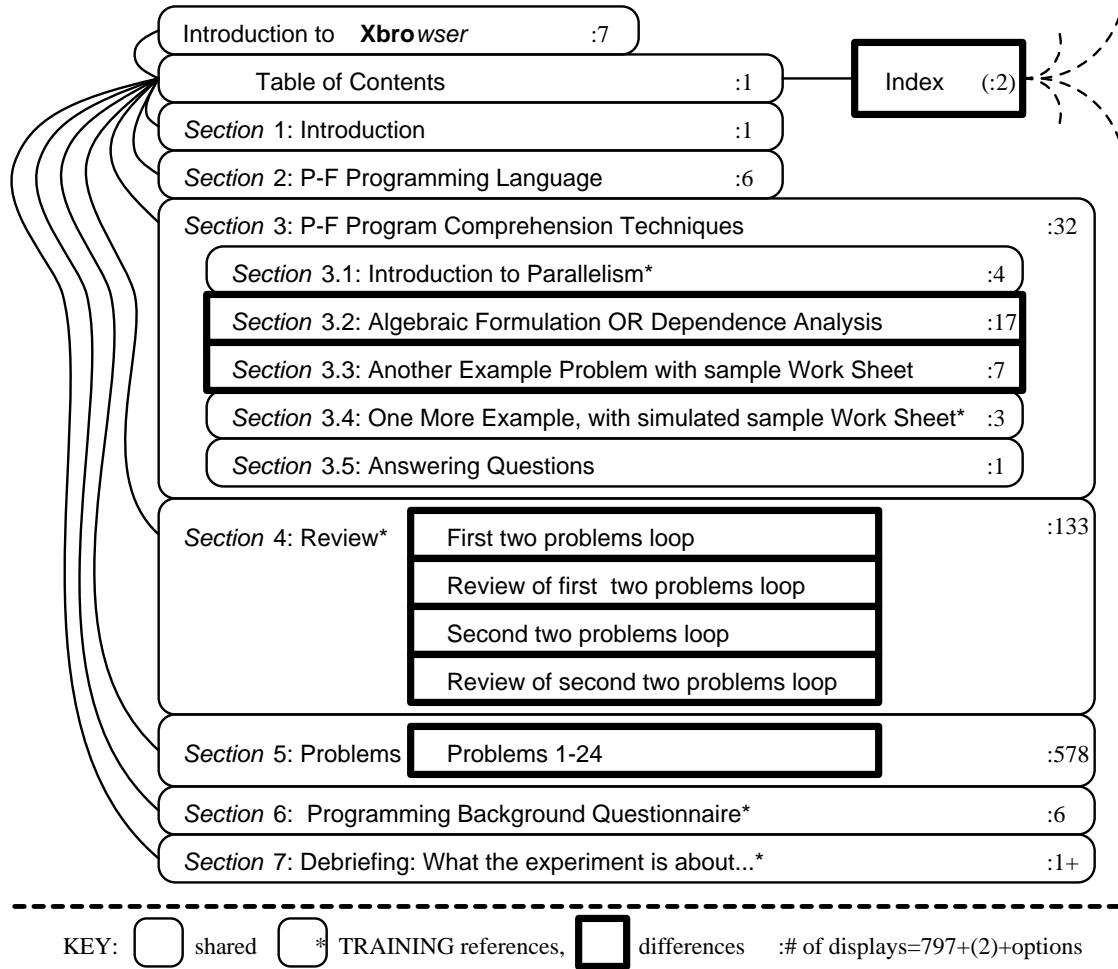 Introduction to Xbrowser :7
Table of Contents :1
Index (:2)
Section 1: Introduction :1
Section 2: P-F Programming Language :6
Section 3: P-F Program Comprehension Techniques :32
Section 3.1: Introduction to Parallelism* :4
Section 3.2: Algebraic Formulation OR Dependence Analysis :17
Section 3.3: Another Example Problem with sample Work Sheet :7
Section 3.4: One More Example, with simulated sample Work Sheet* :3
Section 3.5: Answering Questions :1
Section 4: Review* First two problems loop :133
Review of first two problems loop
Second two problems loop
Review of second two problems loop
Section 5: Problems Problems 1-24 :578
Section 6: Programming Background Questionnaire* :6
Section 7: Debriefing: What the experiment is about...* :1+
KEY: shared * TRAINING references, differences :# of displays=797+(2)+options